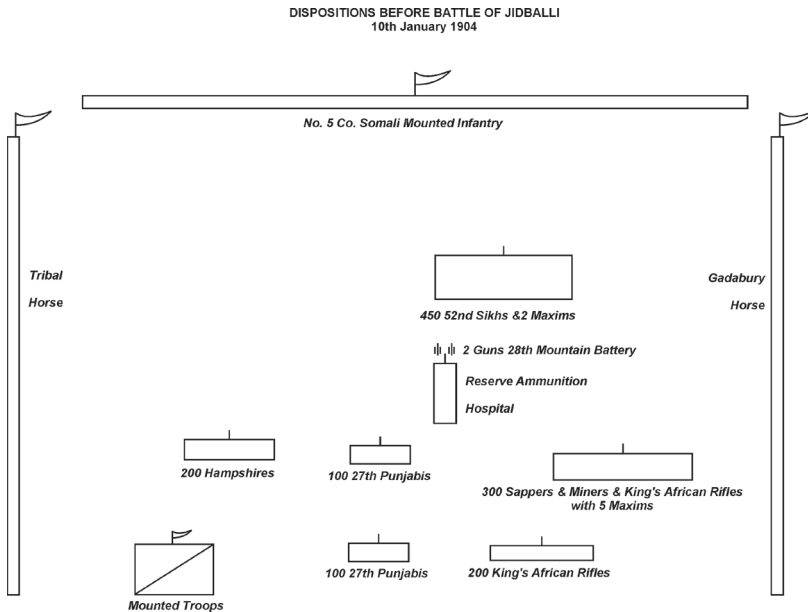 DISPOSITIONS BEFORE BATTLE OF JIDBALLI
10th January 1904
No. 5 Co. Somali Mounted Infantry
Tribal
Horse
Gadabury
Horse
450 52nd Sikhs &2 Maxims
2 Guns 28th Mountain Battery
Reserve Ammunition
Hospital
200 Hampshires
100 27th Punjabis
300 Sappers & Miners & King's African Rifles
with 5 Maxims
100 27th Punjabis
200 King's African Rifles
Mounted Troops